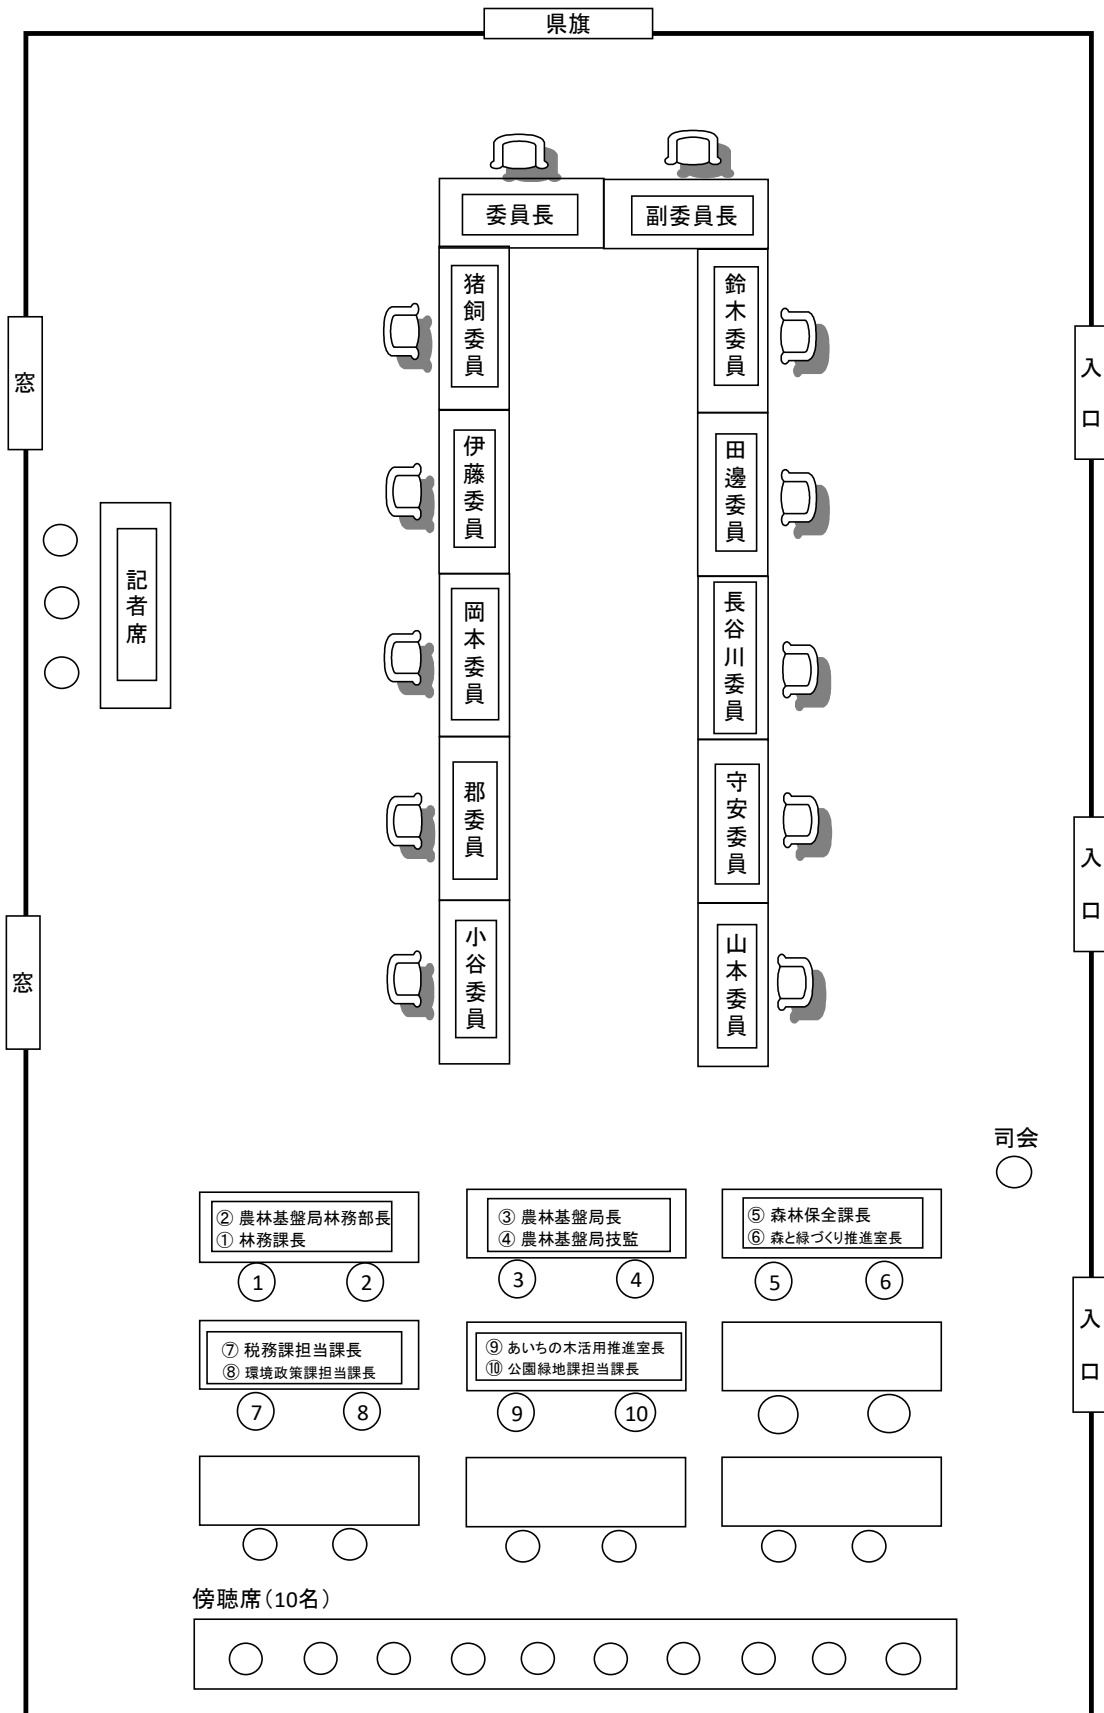 県旗
委員長
副委員長
猪飼委員
鈴木委員
窓
入口
伊藤委員
田邊委員
記者席
岡本委員
長谷川委員
郡委員
守安委員
入口
小谷委員
山本委員
窓
司会
② 農林基盤局林務部長
① 林務課長
③ 農林基盤局長
④ 農林基盤局技監
⑤ 森林保全課長
⑥ 森と緑づくり推進室長
1
2
3
4
5
6
入口
⑦ 税務課担当課長
⑧ 環境政策課担当課長
⑨ あいちの木活用推進室長
⑩ 公園緑地課担当課長
7
8
9
10
傍聴席（10名）